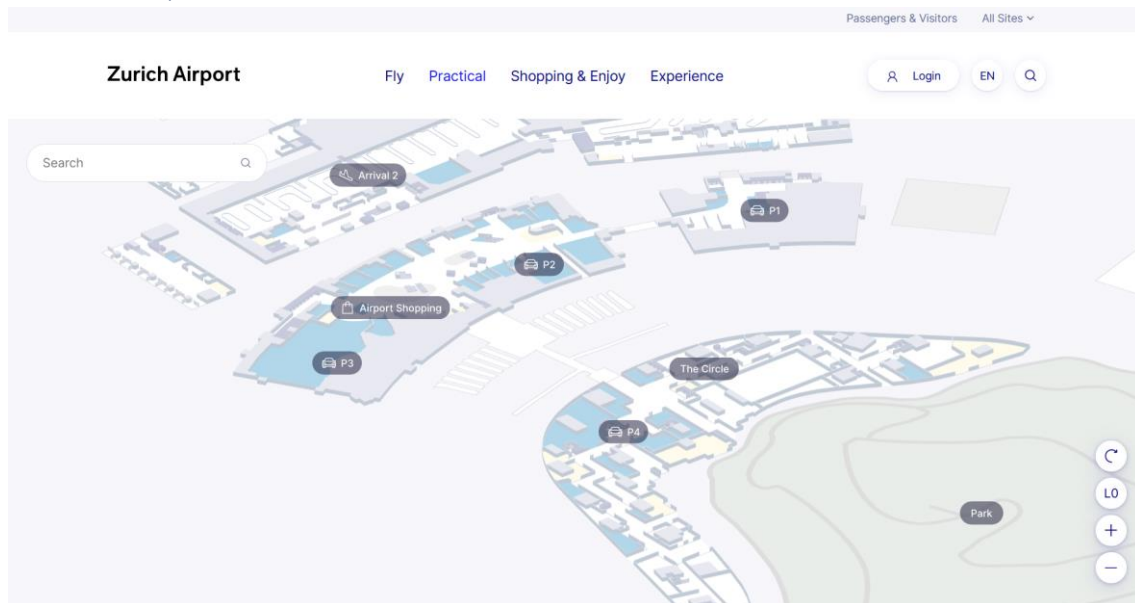 Passengers & Visitors All Sites
Zurich Airport Fly Practical Shopping & Enjoy Experience Login EN
Search
Arrival 2
P1
P2
Airport Shopping
P3
The Circle
P4
L0
Park